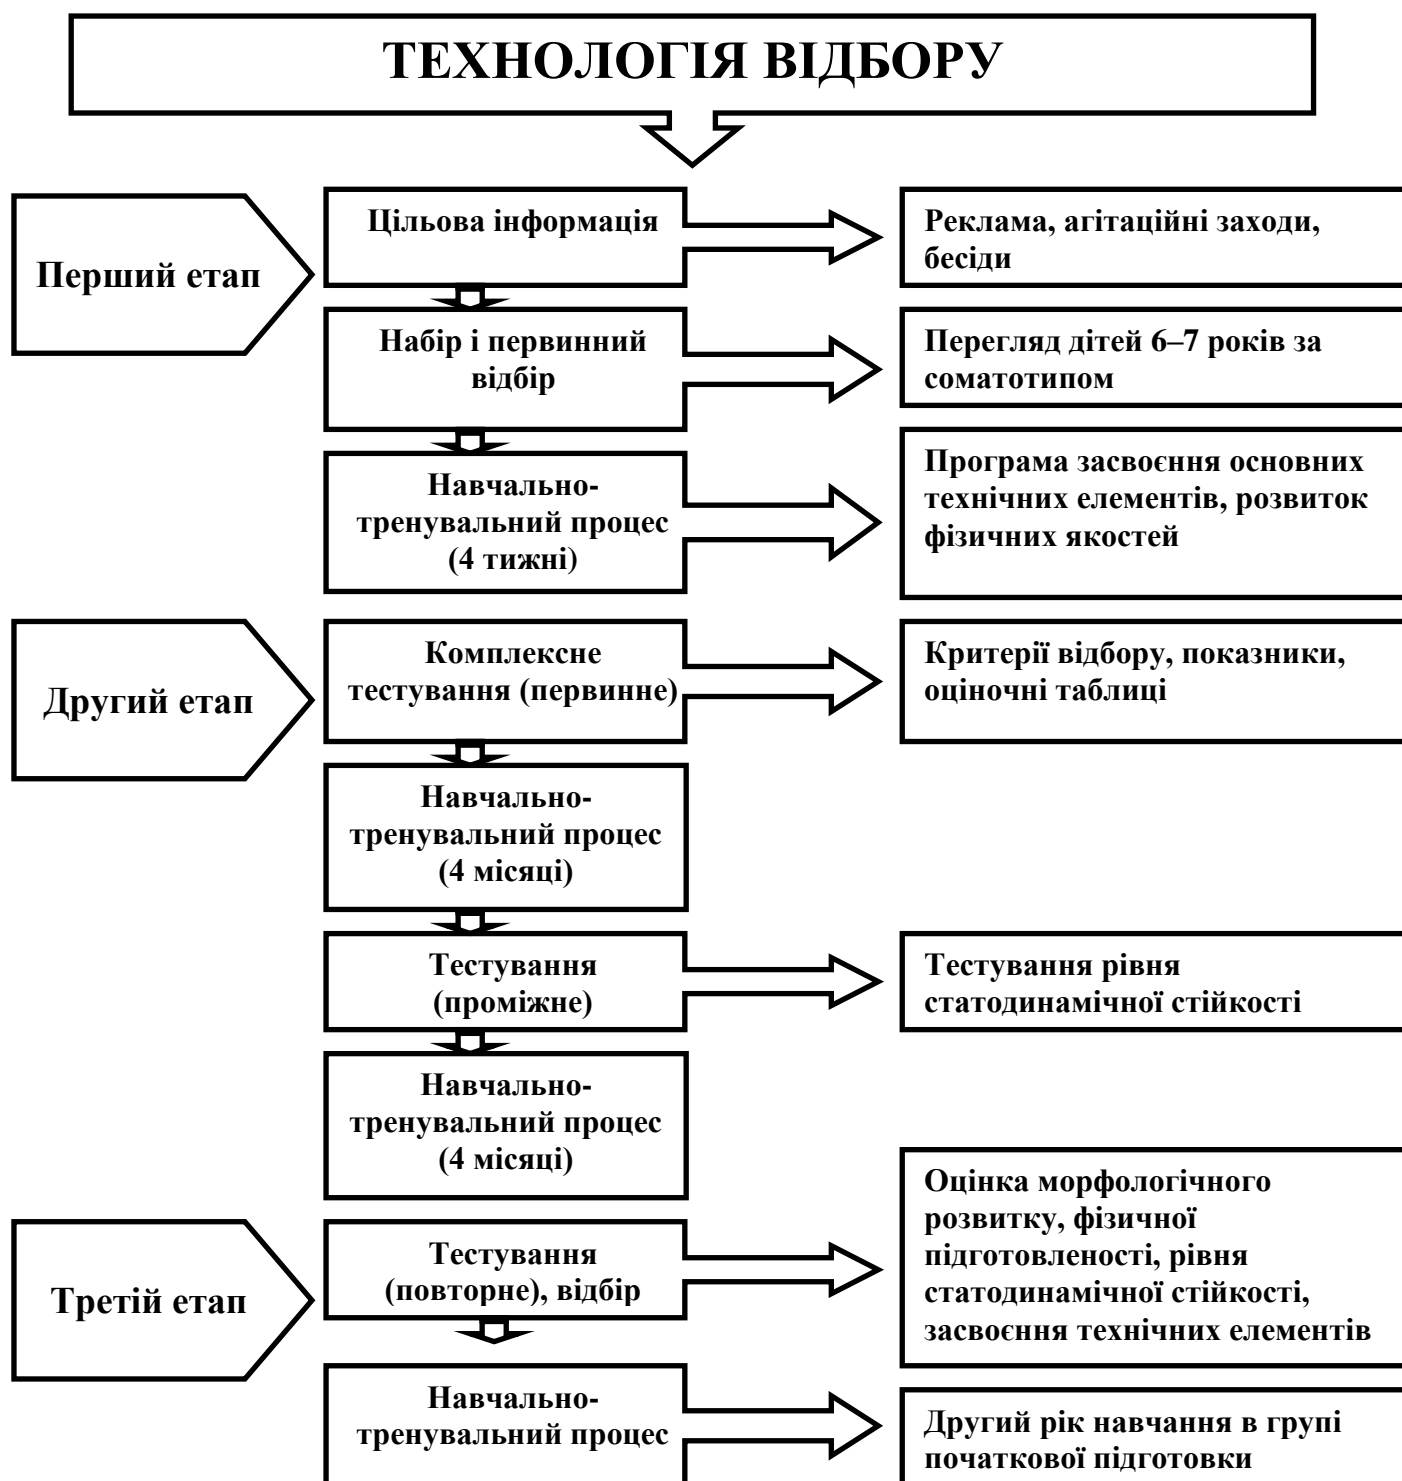 ТЕХНОЛОГІЯ ВІДБОРУ
Перший етап
Цільова інформація
Реклама, агітаційні заходи,
бесіди
Набір і первинний
відбір
Перегляд дітей 6–7 років за
соматотипом
Навчально-
тренувальний процес
(4 тижні)
Програма засвоєння основних
технічних елементів, розвиток
фізичних якостей
Другий етап
Комплексне
тестування (первинне)
Критерії відбору, показники,
оціночні таблиці
Навчально-
тренувальний процес
(4 місяці)
Тестування
(проміжне)
Тестування рівня
статодинамічної стійкості
Навчально-
тренувальний процес
(4 місяці)
Третій етап
Тестування
(повторне), відбір
Оцінка морфологічного
розвитку, фізичної
підготовленості, рівня
статодинамічної стійкості,
засвоєння технічних елементів
Навчально-
тренувальний процес
Другий рік навчання в групі
початкової підготовки